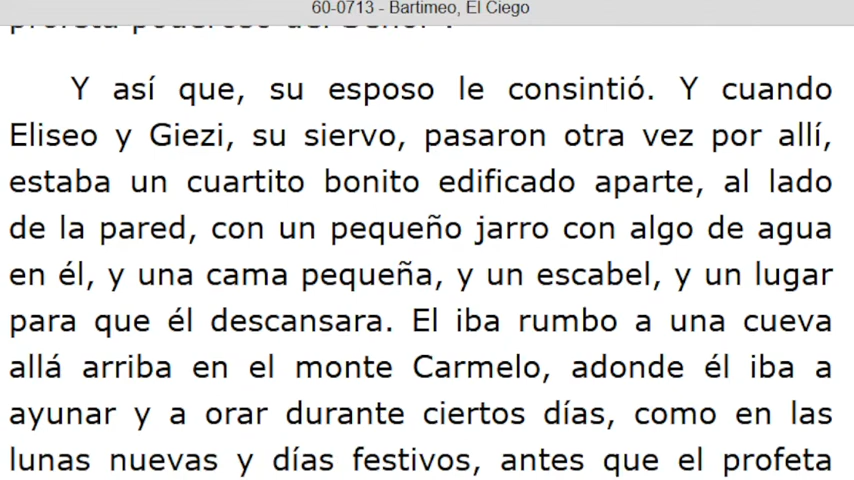 60-0713 - Bartimeo, El Ciego
profeta poderoso del Señor".
Y así que, su esposo le consintió. Y cuando
Eliseo y Giezi, su siervo, pasaron otra vez por allí,
estaba un cuartito bonito edificado aparte, al lado
de la pared, con un pequeño jarro con algo de agua
en él, y una cama pequeña, y un escabel, y un lugar
para que él descansara. El iba rumbo a una cueva
allá arriba en el monte Carmelo, adonde él iba a
ayunar y a orar durante ciertos días, como en las
lunas nuevas y días festivos, antes que el profeta